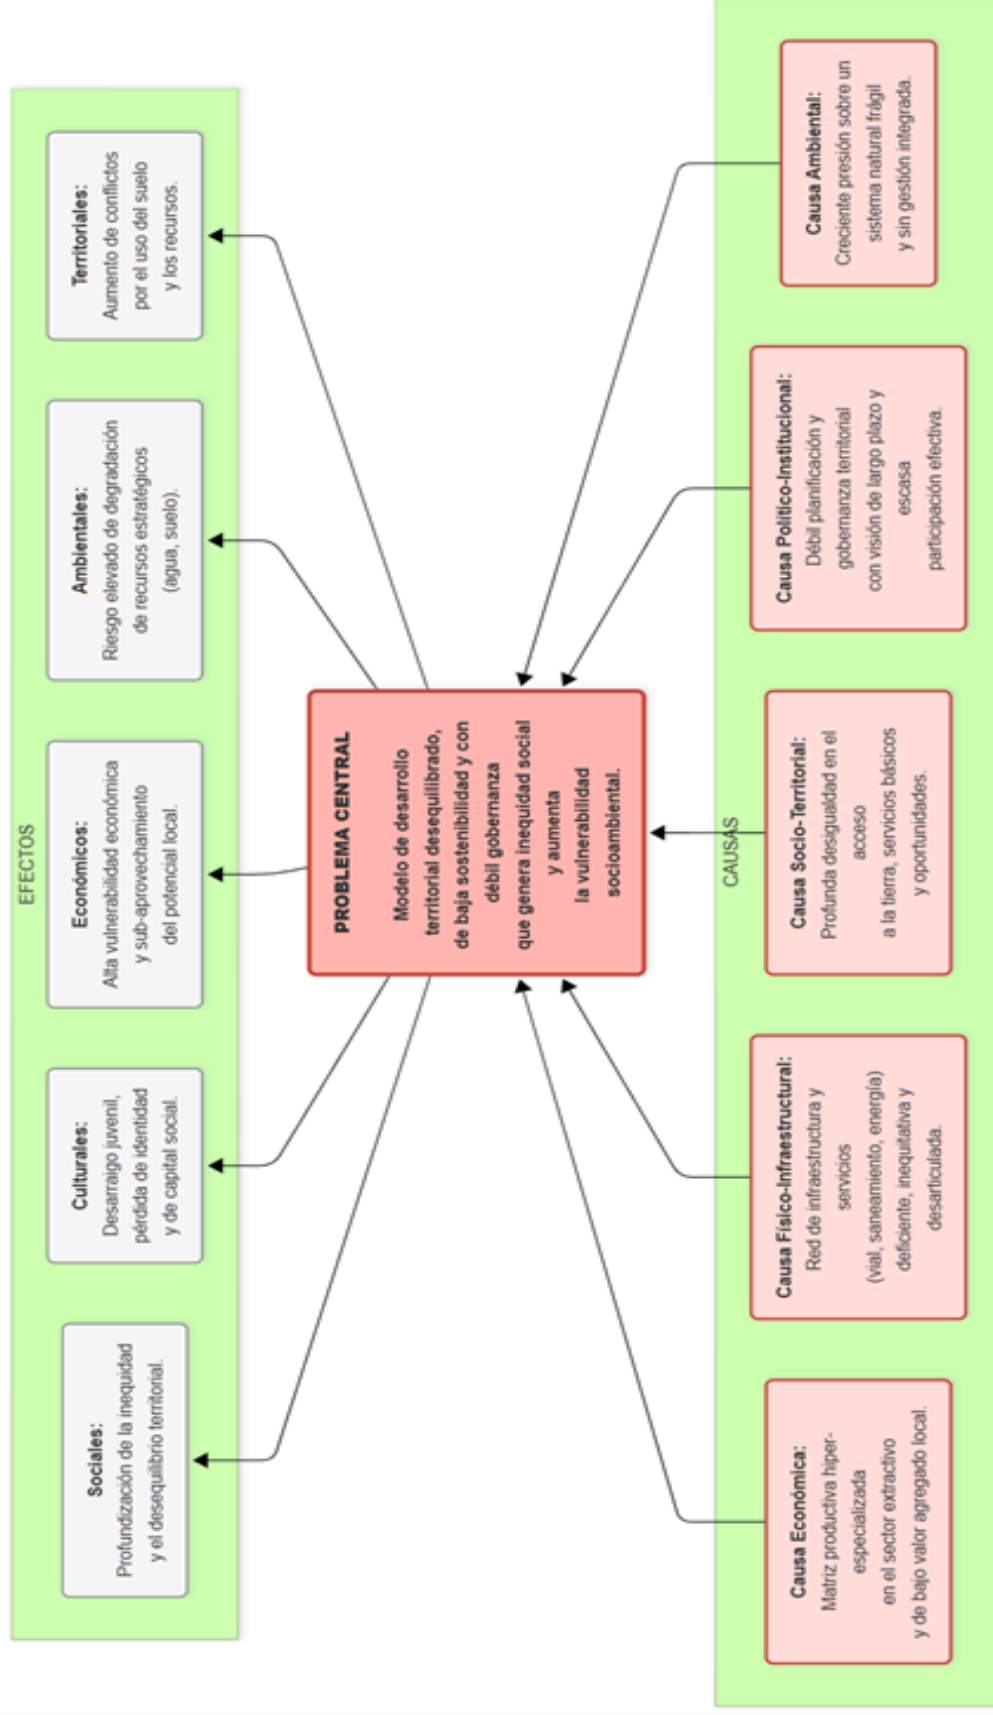 EFECTOS
Sociales:
Profundización de la inequidad
y el desequilibrio territorial.
Culturales:
Desarraigo juvenil,
pérdida de identidad
y de capital social.
Económicos:
Alta vulnerabilidad económica
y sub-aprovechamiento
del potencial local.
Ambientales:
Riesgo elevado de degradación
de recursos estratégicos
(agua, suelo).
Territoriales:
Aumento de conflictos
por el uso del suelo
y los recursos.
PROBLEMA CENTRAL
Modelo de desarrollo
territorial desequilibrado,
de baja sostenibilidad y con
débil gobernanza
que genera inequidad social
y aumenta
la vulnerabilidad
socioambiental.
CAUSAS
Causa Económica:
Matriz productiva hiper-
especializada
en el sector extractivo
y de bajo valor agregado local.
Causa Físico-Infraestructural:
Red de infraestructura y
servicios
(vial, saneamiento, energía)
deficiente, inequitativa y
desarticulada.
Causa Socio-Territorial:
Profunda desigualdad en el
acceso
a la tierra, servicios básicos
y oportunidades.
Causa Político-Institucional:
Débil planificación y
gobernanza territorial
con visión de largo plazo y
escasa
participación efectiva.
Causa Ambiental:
Creciente presión sobre un
sistema natural frágil
y sin gestión integrada.